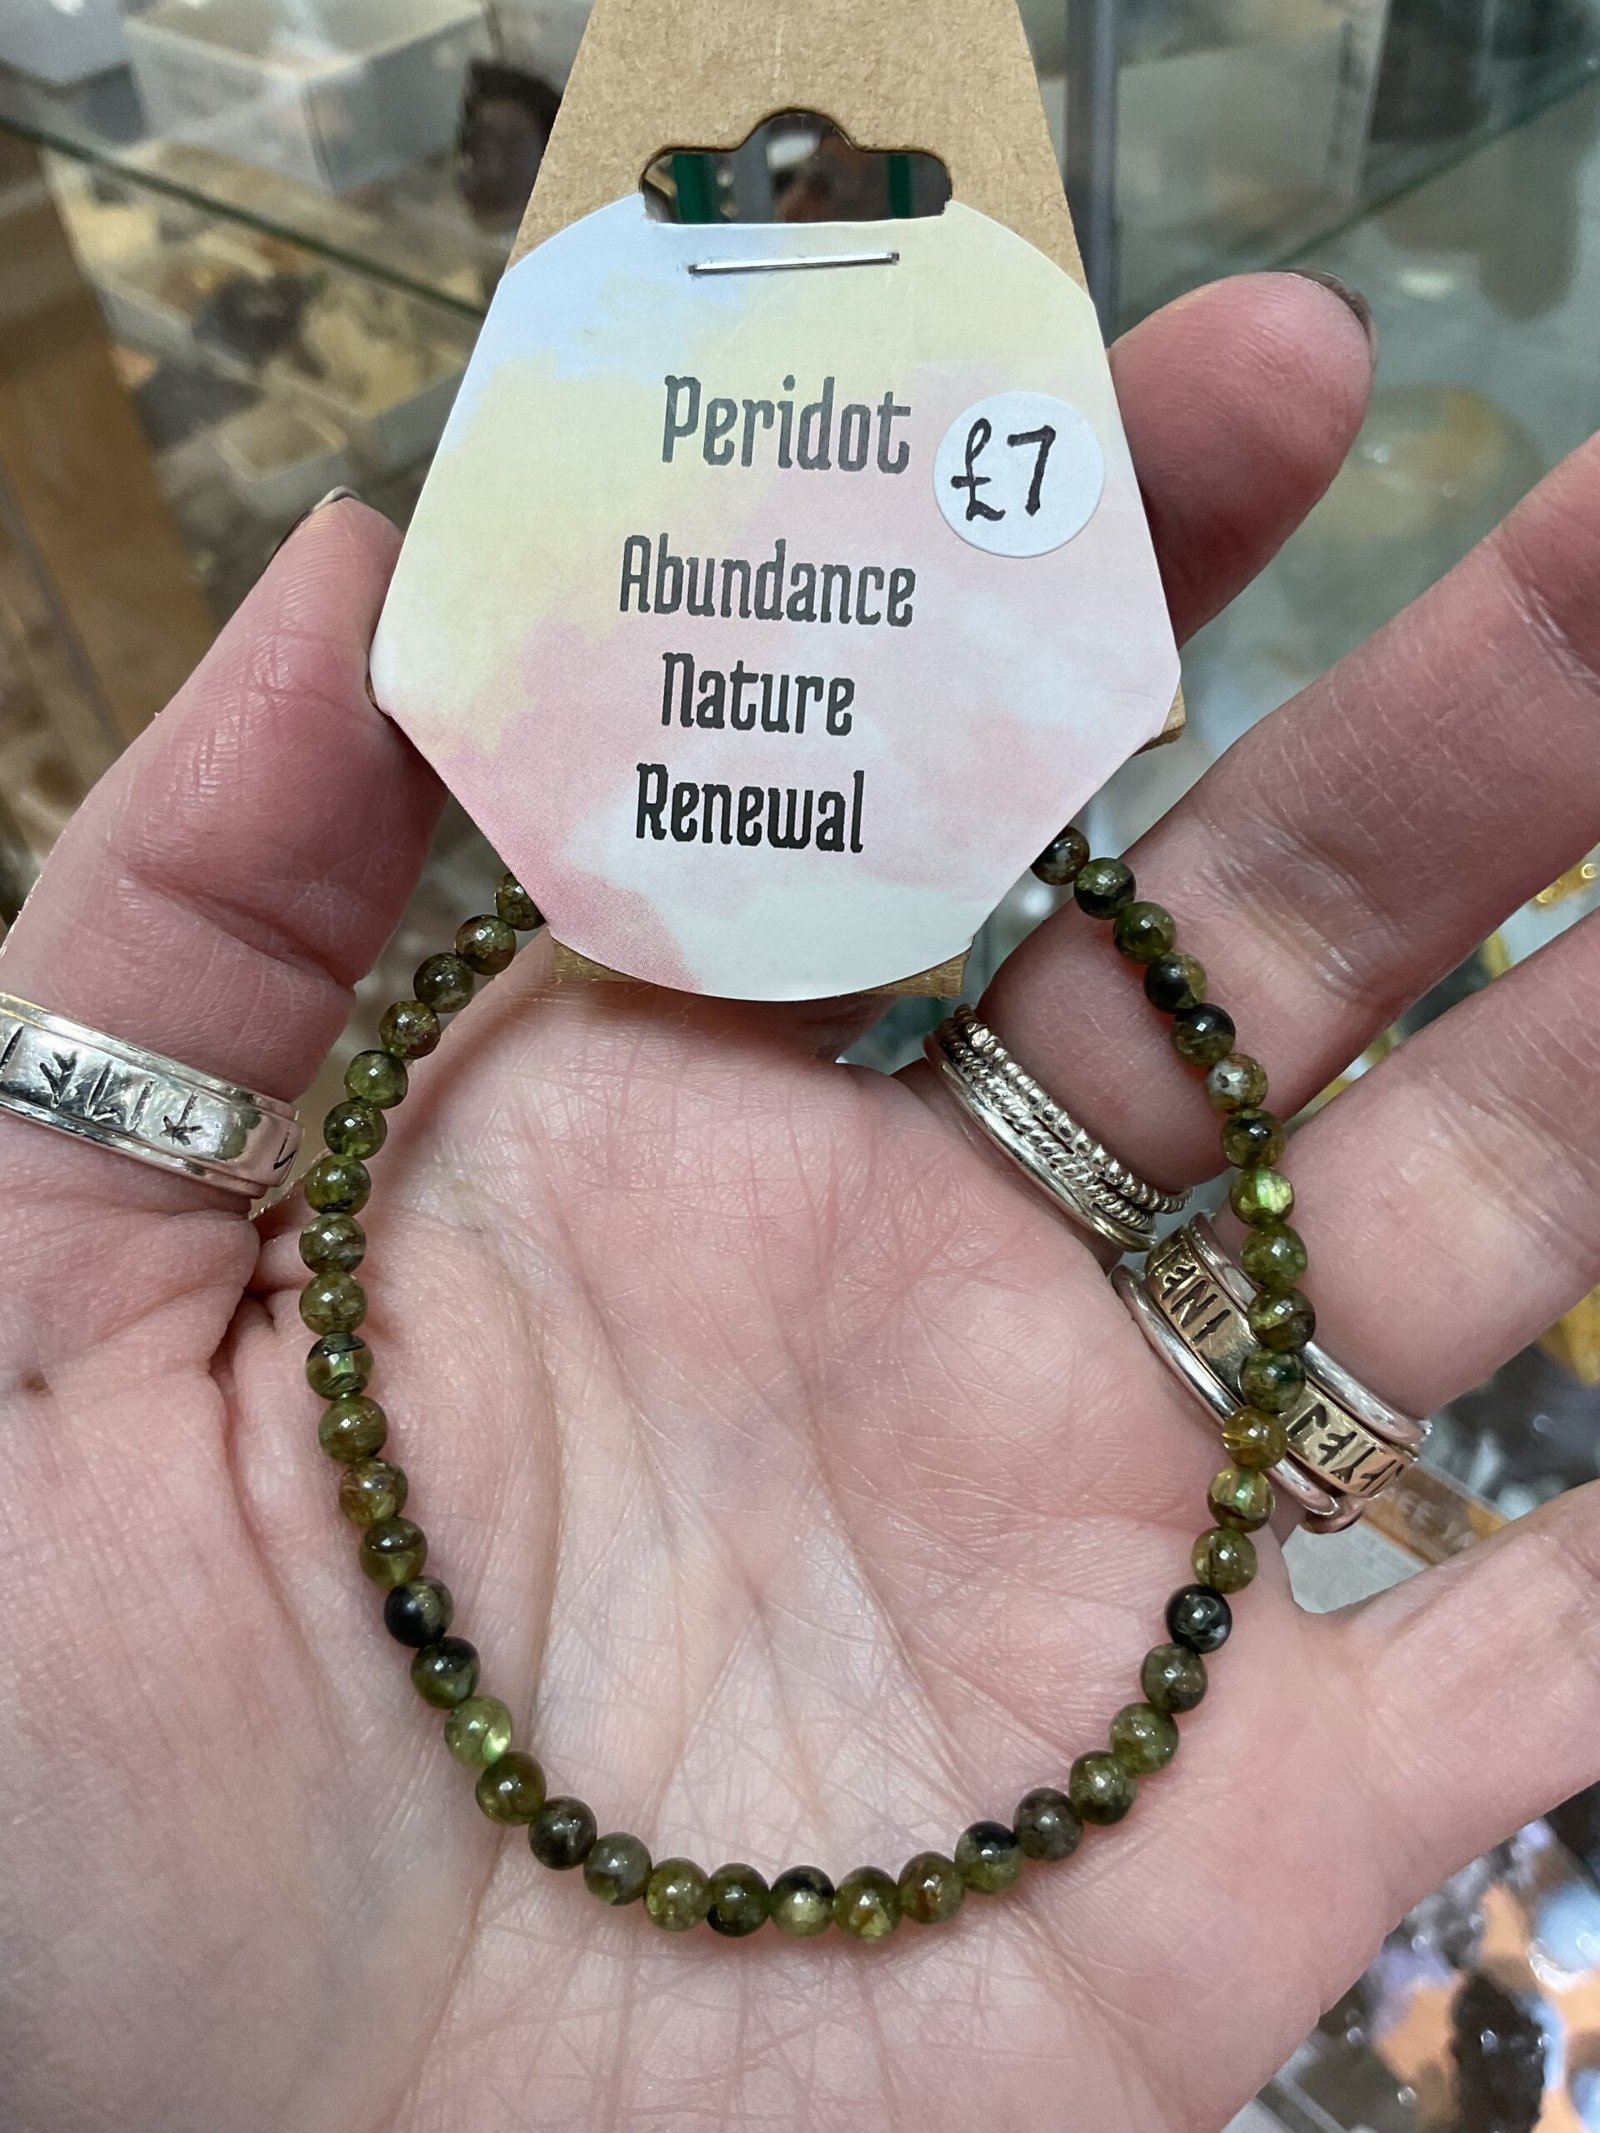 Peridot
£7
Abundance
Nature
Renewal